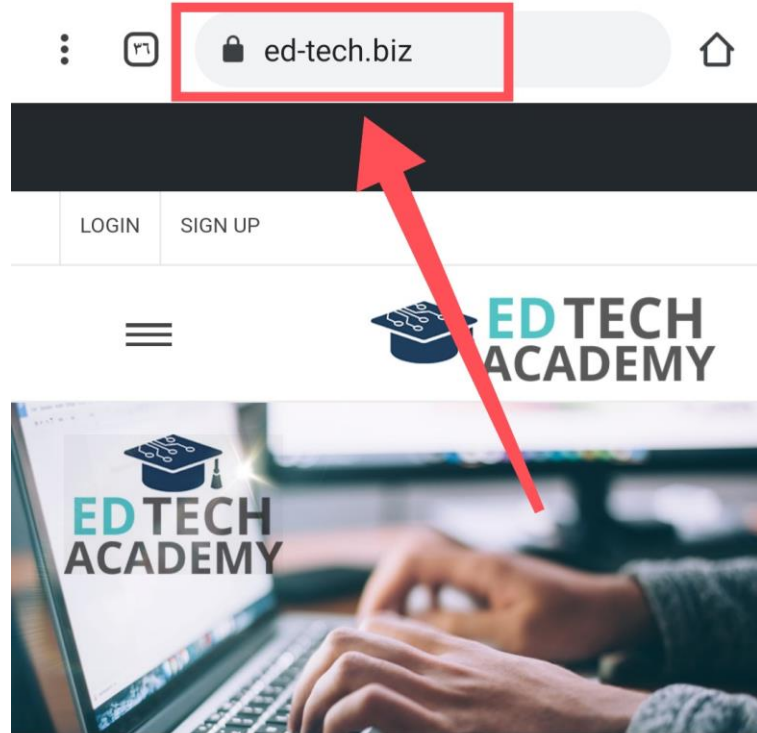 ٣٦
ed-tech.biz
LOGIN
SIGN UP
ED TECH
ACADEMY
ED TECH
ACADEMY